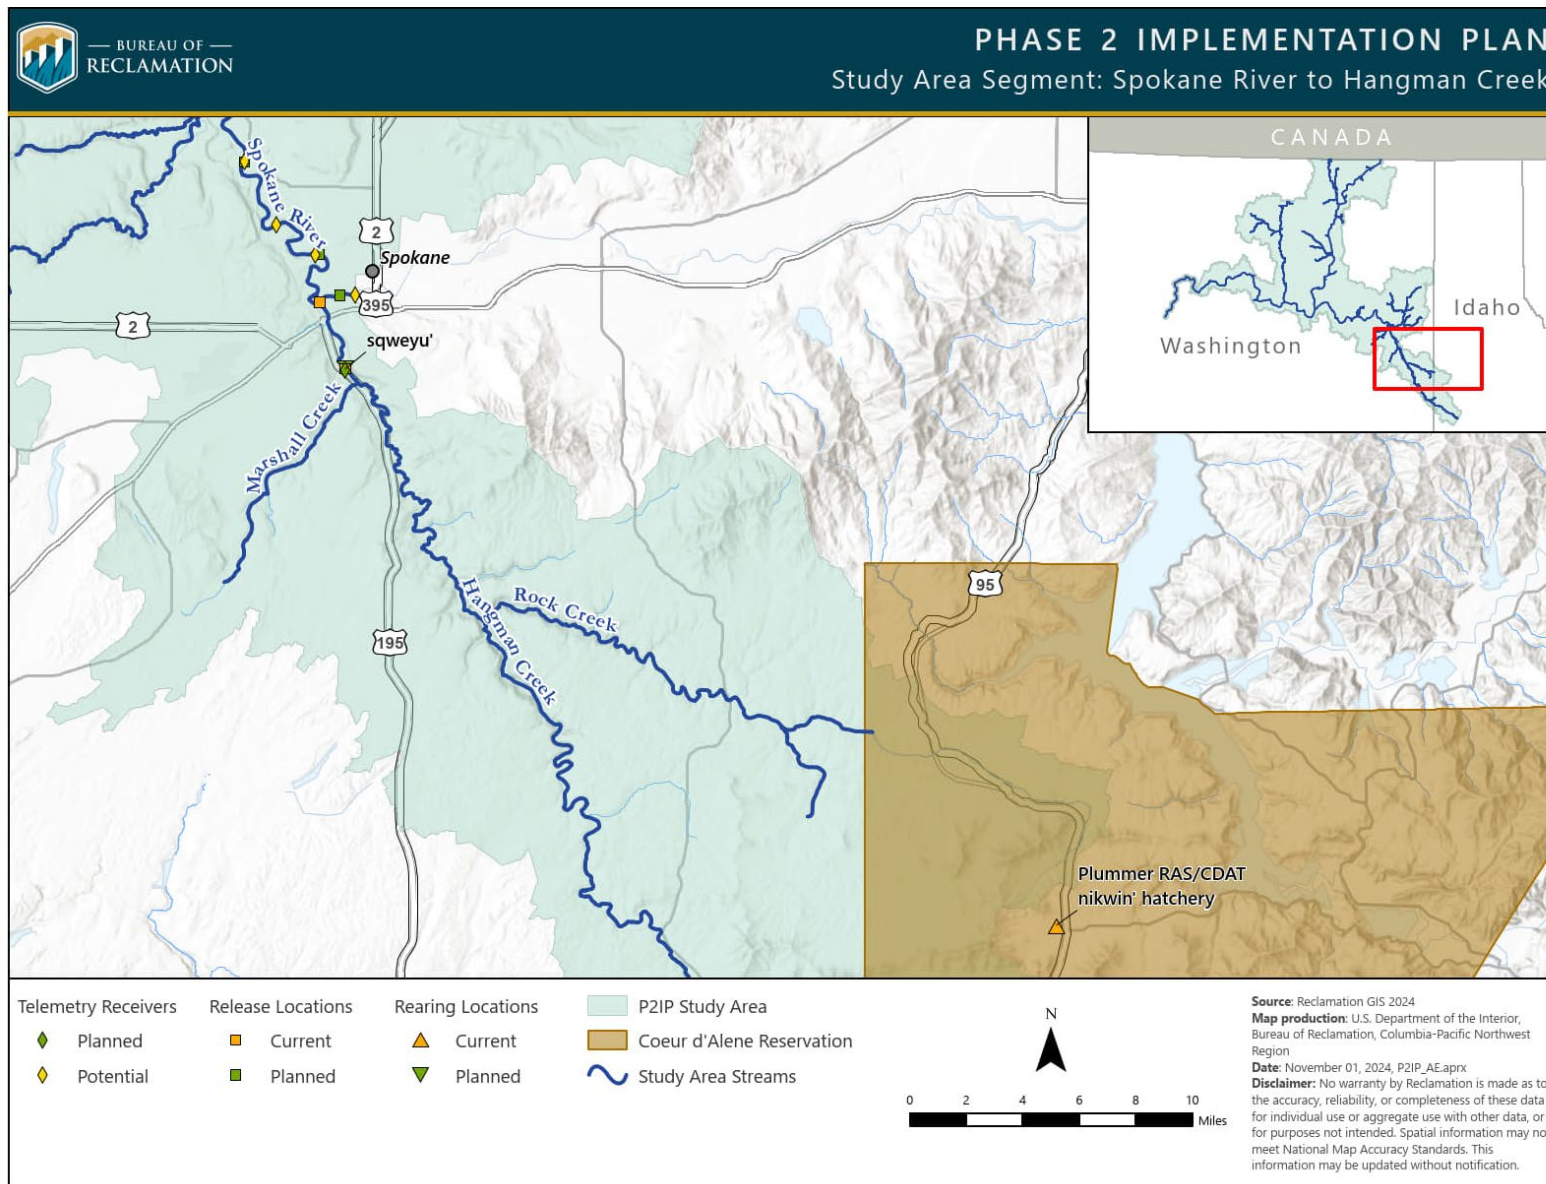 BUREAU OF
RECLAMATION
PHASE 2 IMPLEMENTATION PLAN
Study Area Segment: Spokane River to Hangman Creek
CANADA
Washington
Idaho
Spokane River
2
Spokane
395
2
sqweyu'
Marshall Creek
Hangman Creek
Rock Creek
195
95
Plummer RAS/CDAT
nikwin' hatchery
Telemetry Receivers
Planned
Potential
Release Locations
Current
Planned
Rearing Locations
Current
Planned
P2IP Study Area
Coeur d'Alene Reservation
Study Area Streams
N
0 2 4 6 8 10
Miles
Source: Reclamation GIS 2024
Map production: U.S. Department of the Interior,
Bureau of Reclamation, Columbia-Pacific Northwest
Region
Date: November 01, 2024, P2IP_AE.aprx
Disclaimer: No warranty by Reclamation is made as to
the accuracy, reliability, or completeness of these data
for individual use or aggregate use with other data, or
for purposes not intended. Spatial information may no
meet National Map Accuracy Standards. This
information may be updated without notification.